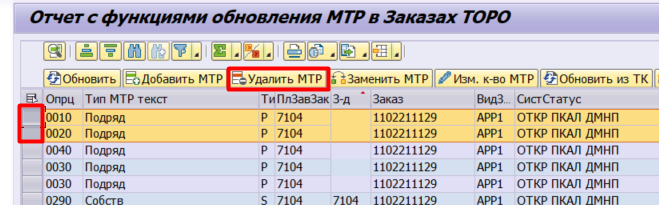 Отчет с функциями обновления МТР в Заказах ТОРО
Обновить Добавить МТР Удалить МТР Заменить МТР Изм. к-во МТР Обновить из ТК
Опрц Тип МТР текст Ти ПлЗавЗак З-д Заказ ВидЗ... СистСтатус
0010 Подряд P 7104 1102211129 APP1 ОТКР ПКАЛ ДМНП
0020 Подряд P 7104 1102211129 APP1 ОТКР ПКАЛ ДМНП
0040 Подряд P 7104 1102211129 APP1 ОТКР ПКАЛ ДМНП
0030 Подряд P 7104 1102211129 APP1 ОТКР ПКАЛ ДМНП
0030 Подряд P 7104 1102211129 APP1 ОТКР ПКАЛ ДМНП
0290 Собств S 7104 7104 1102211129 APP1 ОТКР ПКАЛ ДМНП